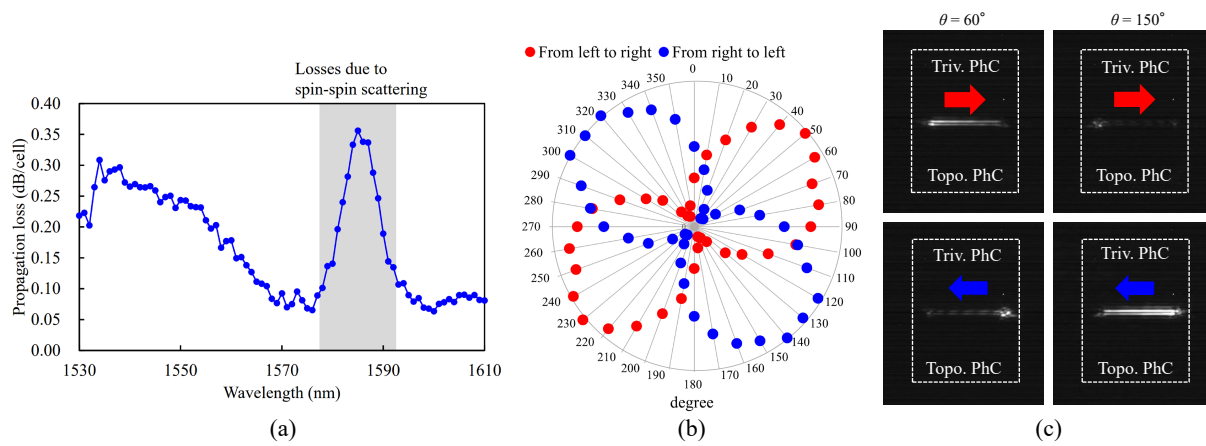 Losses due to
spin-spin scattering
Propagation loss (dB/cell)
0.40
0.35
0.30
0.25
0.20
0.15
0.10
0.05
0.00
1530
1550
1570
1590
1610
Wavelength (nm)
(a)
From left to right
From right to left
0
10
20
30
40
50
60
70
80
90
100
110
120
130
140
150
160
170
180
190
200
210
220
230
240
250
260
270
280
290
300
310
320
330
340
350
degree
(b)
θ = 60°
θ = 150°
Triv. PhC
Topo. PhC
Triv. PhC
Topo. PhC
Triv. PhC
Topo. PhC
Triv. PhC
Topo. PhC
(c)